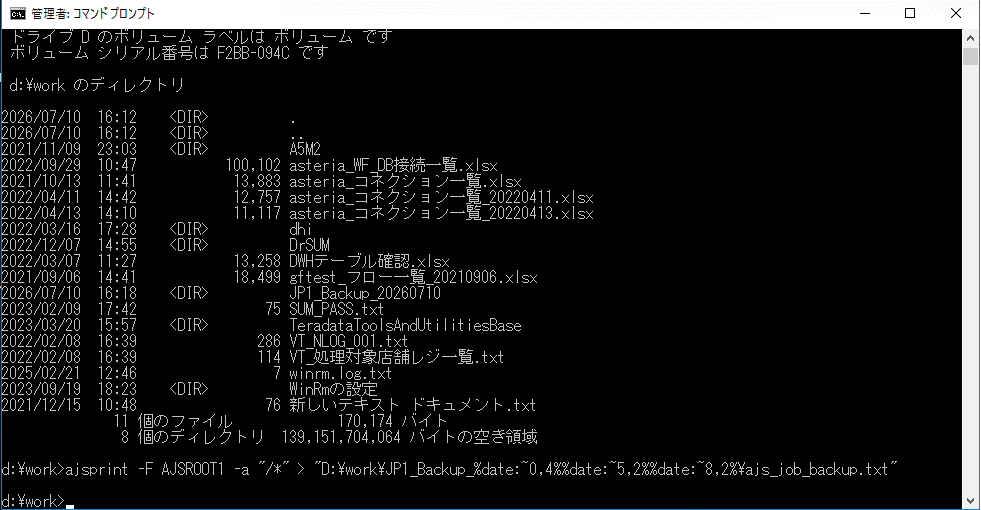 管理者: コマンドプロンプト
ドライブ D のボリューム ラベルは ボリューム です
ボリューム シリアル番号は F2BB-094C です
d:¥work のディレクトリ
2026/07/10  16:12    <DIR>          .
2026/07/10  16:12    <DIR>          ..
2021/11/09  23:03    <DIR>          A5M2
2022/09/29  10:47           100,102 asteria_WF_DB接続一覧.xlsx
2021/10/13  11:41            13,883 asteria_コネクション一覧.xlsx
2022/04/11  14:42            12,757 asteria_コネクション一覧_20220411.xlsx
2022/04/13  14:10            11,117 asteria_コネクション一覧_20220413.xlsx
2022/03/16  17:28    <DIR>          dhi
2022/12/07  14:55    <DIR>          DrSUM
2022/03/07  11:27            13,258 DWHテーブル確認.xlsx
2021/09/06  14:41            18,499 gftest_フロー一覧_20210906.xlsx
2026/07/10  16:18    <DIR>          JP1_Backup_20260710
2023/02/09  17:42                75 SUM_PASS.txt
2023/03/20  15:57    <DIR>          TeradataToolsAndUtilitiesBase
2022/02/08  16:39               286 VT_NLOG_001.txt
2022/02/08  16:39               114 VT_処理対象店舗レジ一覧.txt
2025/02/21  12:46                 7 winrm.log.txt
2023/09/19  18:23    <DIR>          WinRmの設定
2021/12/15  10:48                76 新しいテキスト ドキュメント.txt
11 個のファイル             170,174 バイト
8 個のディレクトリ  139,151,704,064 バイトの空き領域
d:¥work>ajsprint -F AJSROOT1 -a "/*" > "D:¥work¥JP1_Backup_%date:~0,4%%date:~5,2%%date:~8,2%¥ajs_job_backup.txt"
d:¥work>